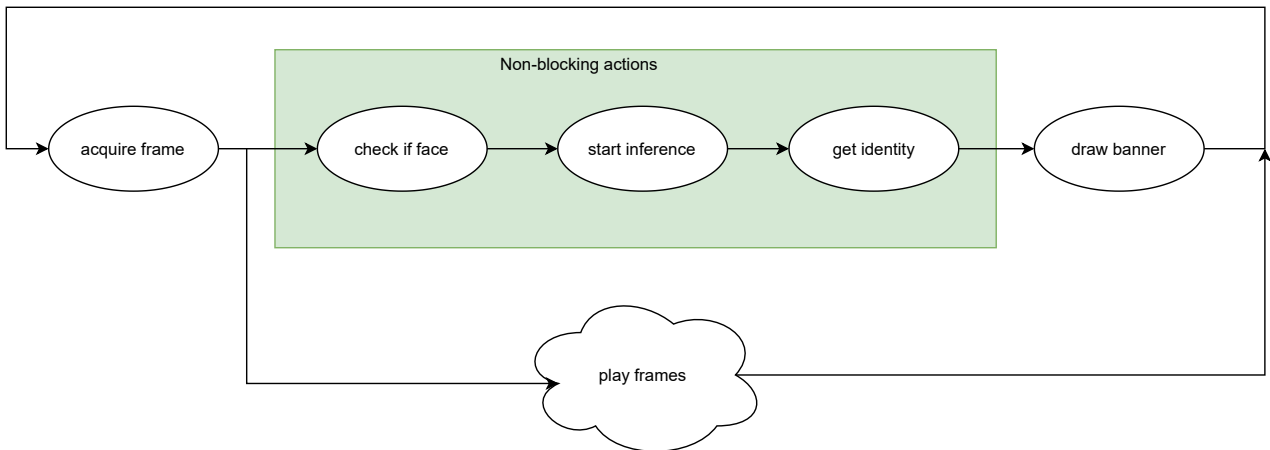 Non-blocking actions
acquire frame
check if face
start inference
get identity
draw banner
play frames